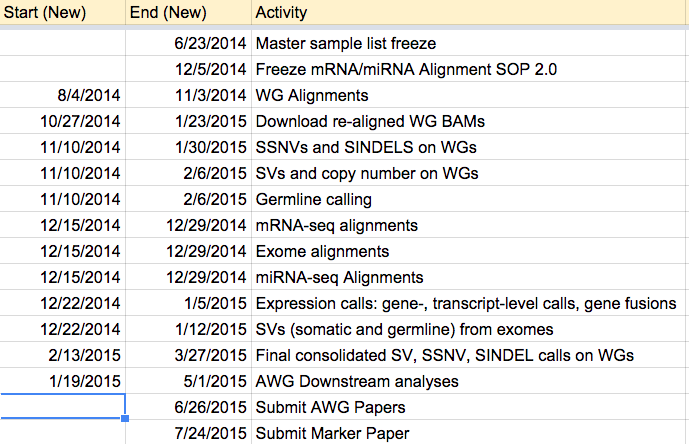 Start (New) End (New) Activity
6/23/2014 Master sample list freeze
12/5/2014 Freeze mRNA/miRNA Alignment SOP 2.0
8/4/2014 11/3/2014 WG Alignments
10/27/2014 1/23/2015 Download re-aligned WG BAMs
11/10/2014 1/30/2015 SSNVs and SINDELS on WGs
11/10/2014 2/6/2015 SVs and copy number on WGs
11/10/2014 2/6/2015 Germline calling
12/15/2014 12/29/2014 mRNA-seq alignments
12/15/2014 12/29/2014 Exome alignments
12/15/2014 12/29/2014 miRNA-seq Alignments
12/22/2014 1/5/2015 Expression calls: gene-, transcript-level calls, gene fusions
12/22/2014 1/12/2015 SVs (somatic and germline) from exomes
2/13/2015 3/27/2015 Final consolidated SV, SSNV, SINDEL calls on WGs
1/19/2015 5/1/2015 AWG Downstream analyses
6/26/2015 Submit AWG Papers
7/24/2015 Submit Marker Paper